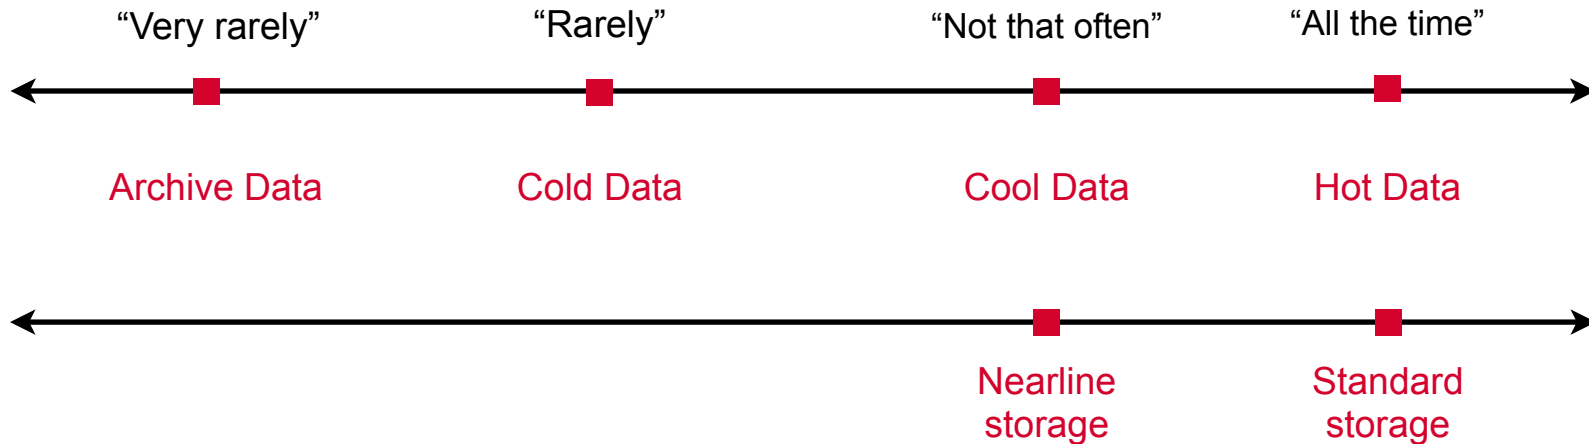 “Very rarely” “Rarely” “Not that often” “All the time”
Archive Data Cold Data Cool Data Hot Data
Nearline Standard
storage storage